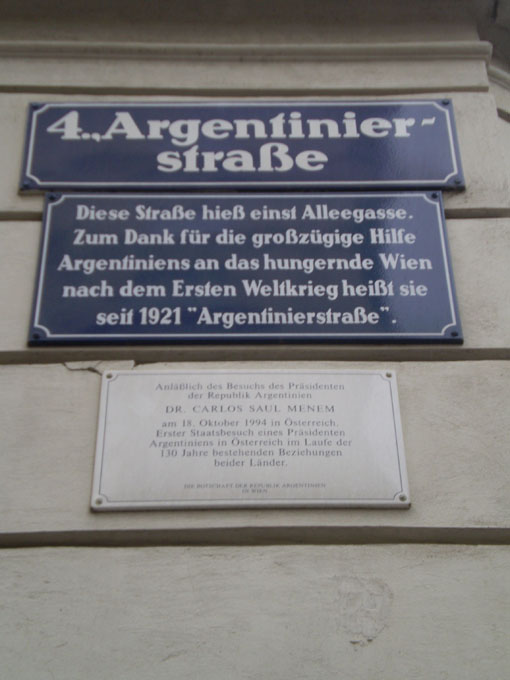 4., Argentinier-
straße
Diese Straße hieß einst Alleegasse.
Zum Dank für die großzügige Hilfe
Argentiniens an das hungernde Wien
nach dem Ersten Weltkrieg heißt sie
seit 1921 "Argentinierstraße".
Anläßlich des Besuchs des Präsidenten
der Republik Argentinien
DR. CARLOS SAUL MENEM
am 18. Oktober 1994 in Österreich.
Erster Staatsbesuch eines Präsidenten
Argentiniens in Österreich im Laufe der
130 Jahre bestehenden Beziehungen
beider Länder.
DIE BOTSCHAFT DER REPUBLIK ARGENTINIEN
IN WIEN